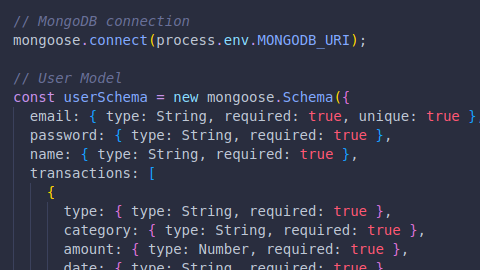 // MongoDB connection
mongoose.connect(process.env.MONGODB_URI);
// User Model
const userSchema = new mongoose.Schema({
email: { type: String, required: true, unique: true },
password: { type: String, required: true },
name: { type: String, required: true },
transactions: [
{
type: { type: String, required: true },
category: { type: String, required: true },
amount: { type: Number, required: true },
date: { type: String, required: true }